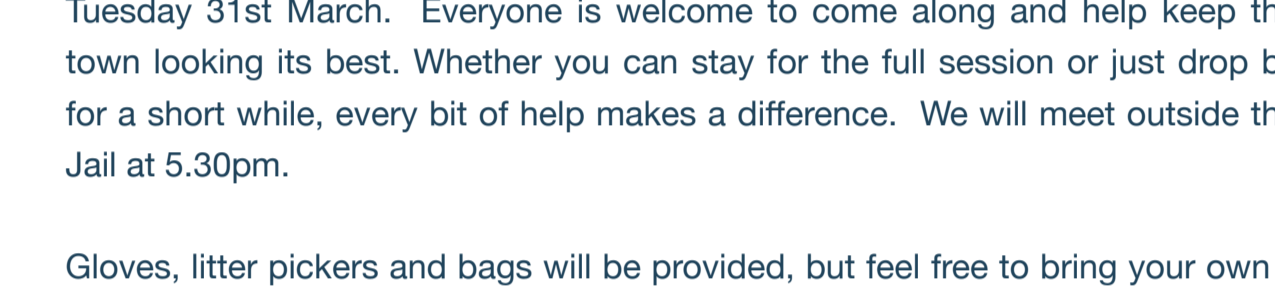 Tuesday 31st March. Everyone is welcome to come along and help keep th
town looking its best. Whether you can stay for the full session or just drop b
for a short while, every bit of help makes a difference. We will meet outside th
Jail at 5.30pm.
Gloves, litter pickers and bags will be provided, but feel free to bring your own